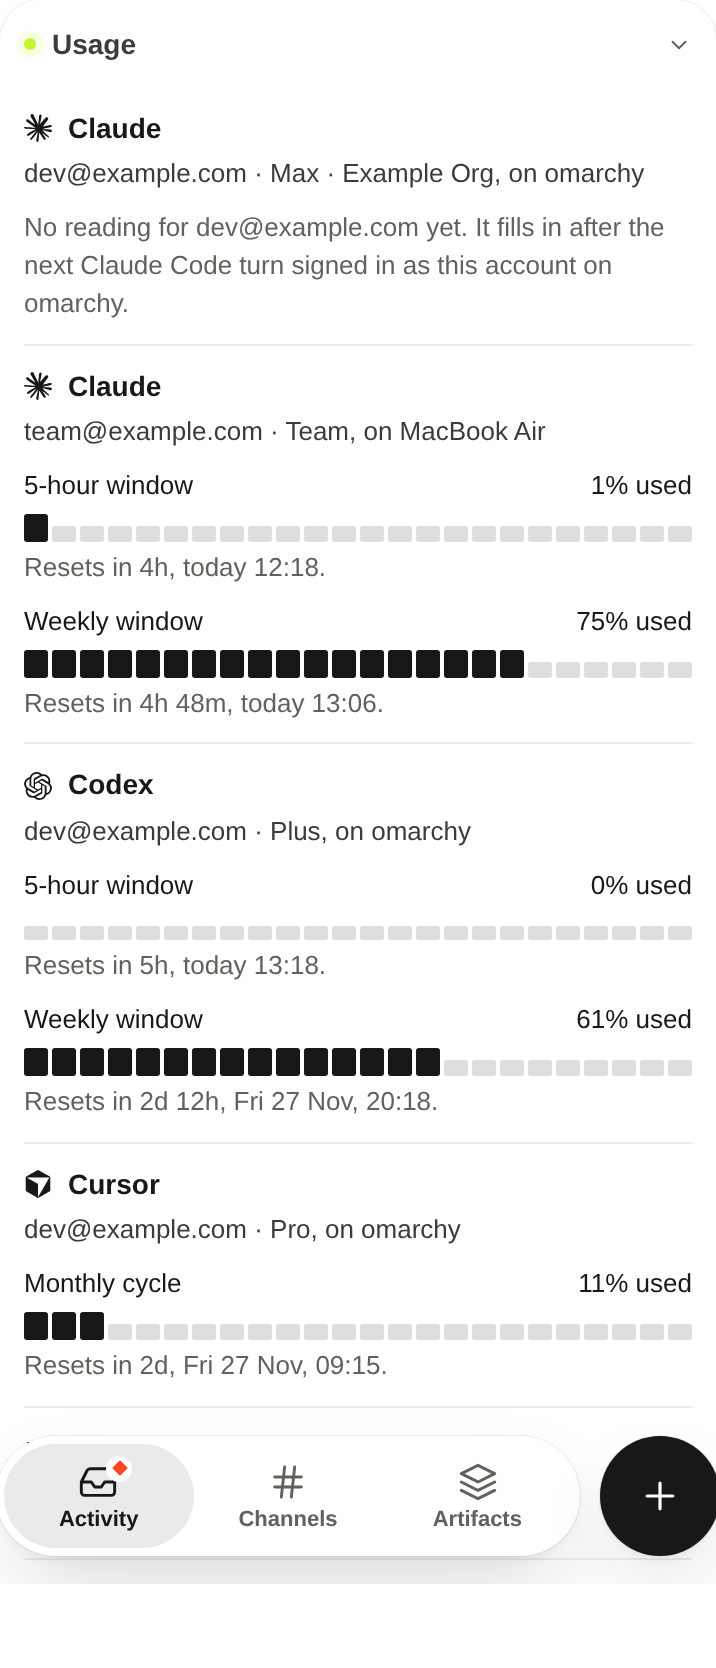 Usage
Claude
dev@example.com · Max · Example Org, on omarchy
No reading for dev@example.com yet. It fills in after the
next Claude Code turn signed in as this account on
omarchy.
Claude
team@example.com · Team, on MacBook Air
5-hour window 1% used
Resets in 4h, today 12:18.
Weekly window 75% used
Resets in 4h 48m, today 13:06.
Codex
dev@example.com · Plus, on omarchy
5-hour window 0% used
Resets in 5h, today 13:18.
Weekly window 61% used
Resets in 2d 12h, Fri 27 Nov, 20:18.
Cursor
dev@example.com · Pro, on omarchy
Monthly cycle 11% used
Resets in 2d, Fri 27 Nov, 09:15.
Activity Channels Artifacts